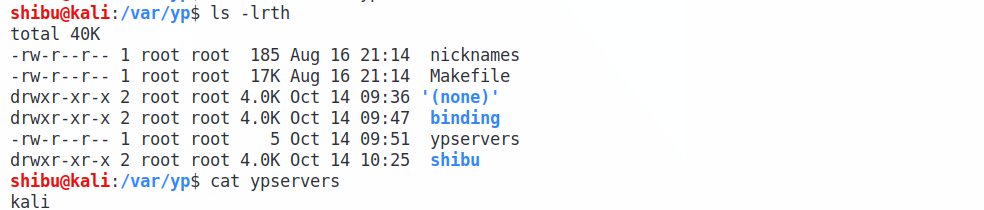 shibu@kali:/var/yp$ ls -lrth
total 40K
-rw-r--r-- 1 root root  185 Aug 16 21:14  nicknames
-rw-r--r-- 1 root root  17K Aug 16 21:14  Makefile
drwxr-xr-x 2 root root 4.0K Oct 14 09:36 '(none)'
drwxr-xr-x 2 root root 4.0K Oct 14 09:47  binding
-rw-r--r-- 1 root root    5 Oct 14 09:51  ypservers
drwxr-xr-x 2 root root 4.0K Oct 14 10:25  shibu
shibu@kali:/var/yp$ cat ypservers
kali